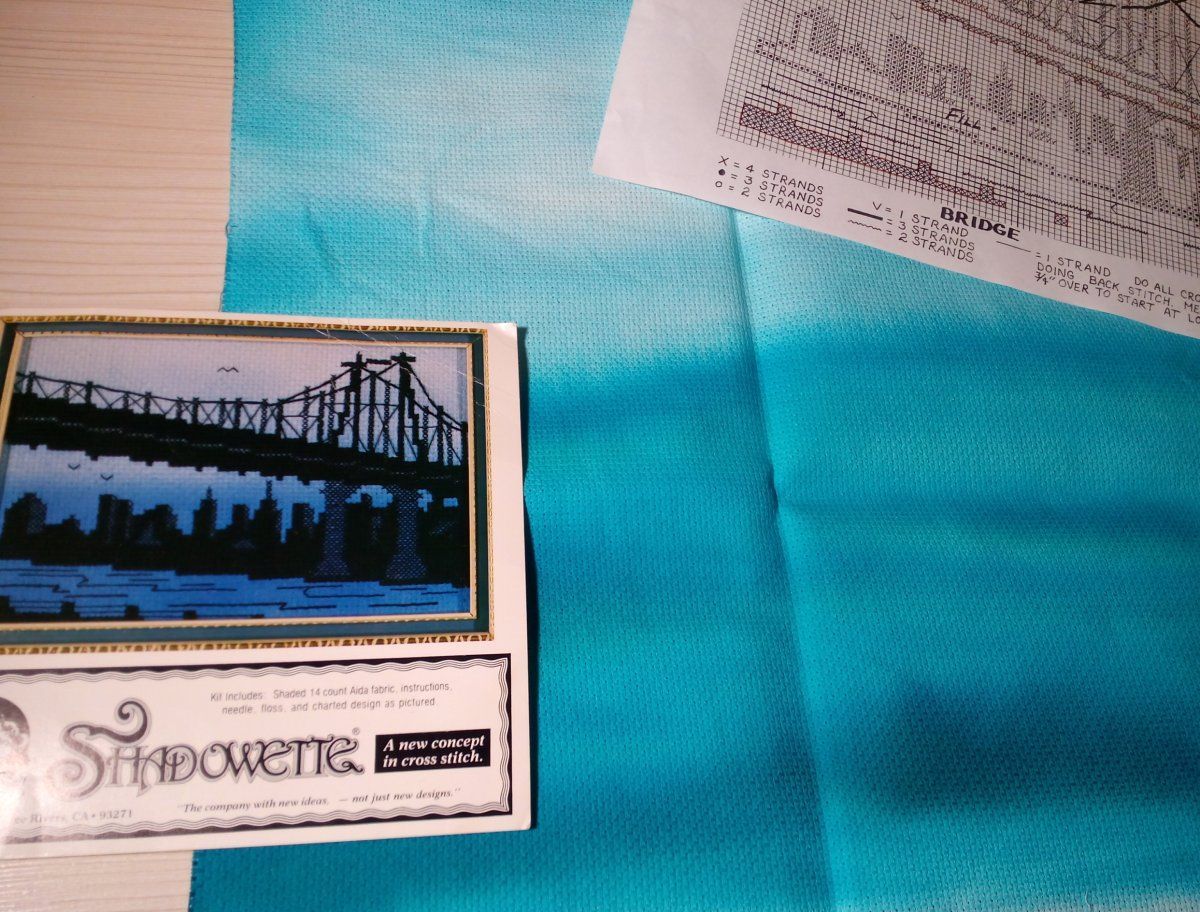 FILL.
X = 4 STRANDS
● = 3 STRANDS
o = 2 STRANDS
V = 1 STRAND
= 3 STRANDS
= 2 STRANDS
BRIDGE
= 1 STRAND DO ALL CRO
DOING BACK STITCH. ME
3/4" OVER TO START AT LO
Kit Includes: Shaded 14 count Aida fabric, instructions,
needle, floss, and charted design as pictured.
SHADOWETTE®
A new concept
in cross stitch.
"The company with new ideas, — not just new designs."
ee Rivers, CA • 93271